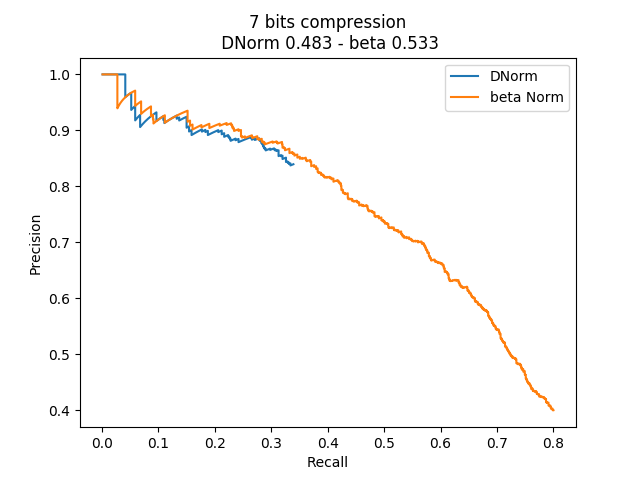 7 bits compression
DNorm 0.483 - beta 0.533
DNorm
beta Norm
1.0
0.9
0.8
0.7
0.6
0.5
0.4
Precision
0.0 0.1 0.2 0.3 0.4 0.5 0.6 0.7 0.8
Recall